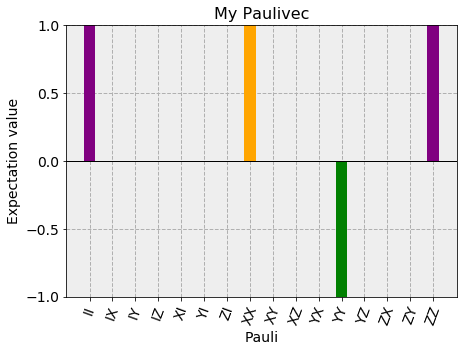 My Paulivec
1.0
0.5
0.0
−0.5
−1.0
Expectation value
II IX IY IZ XI YI ZI XX XY XZ YX YY YZ ZX ZY ZZ
Pauli